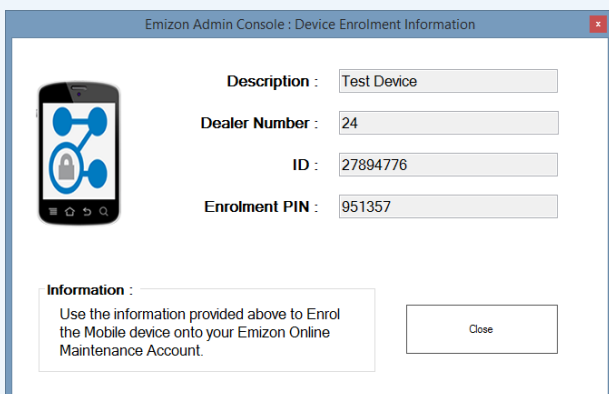 Emizon Admin Console : Device Enrolment Information
x
Description : Test Device
Dealer Number : 24
ID : 27894776
Enrolment PIN : 951357
Information :
Use the information provided above to Enrol
the Mobile device onto your Emizon Online
Maintenance Account.
Close